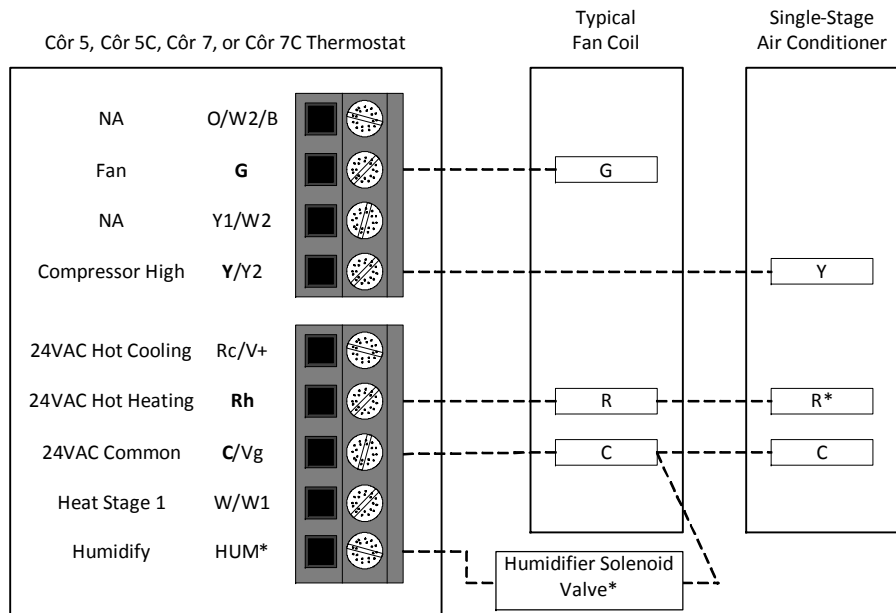 Côr 5, Côr 5C, Côr 7, or Côr 7C Thermostat
Typical
Fan Coil
Single-Stage
Air Conditioner
NA O/W2/B
Fan G G
NA Y1/W2
Compressor High Y/Y2 Y
24VAC Hot Cooling Rc/V+
24VAC Hot Heating Rh R R*
24VAC Common C/Vg C C
Heat Stage 1 W/W1
Humidify HUM*
Humidifier Solenoid
Valve*